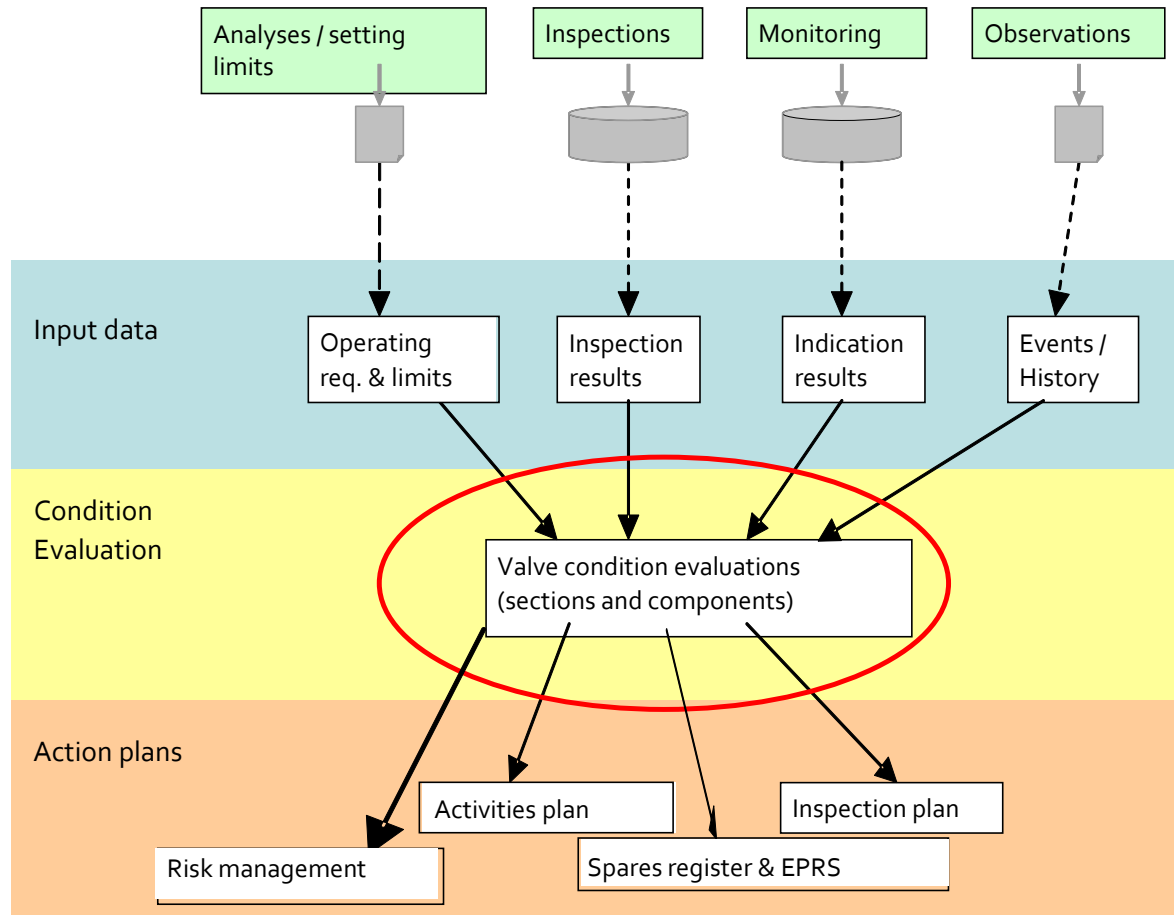 Analyses / setting
limits
Inspections
Monitoring
Observations
Input data
Operating
req. & limits
Inspection
results
Indication
results
Events /
History
Condition
Evaluation
Valve condition evaluations
(sections and components)
Action plans
Activities plan
Inspection plan
Risk management
Spares register & EPRS